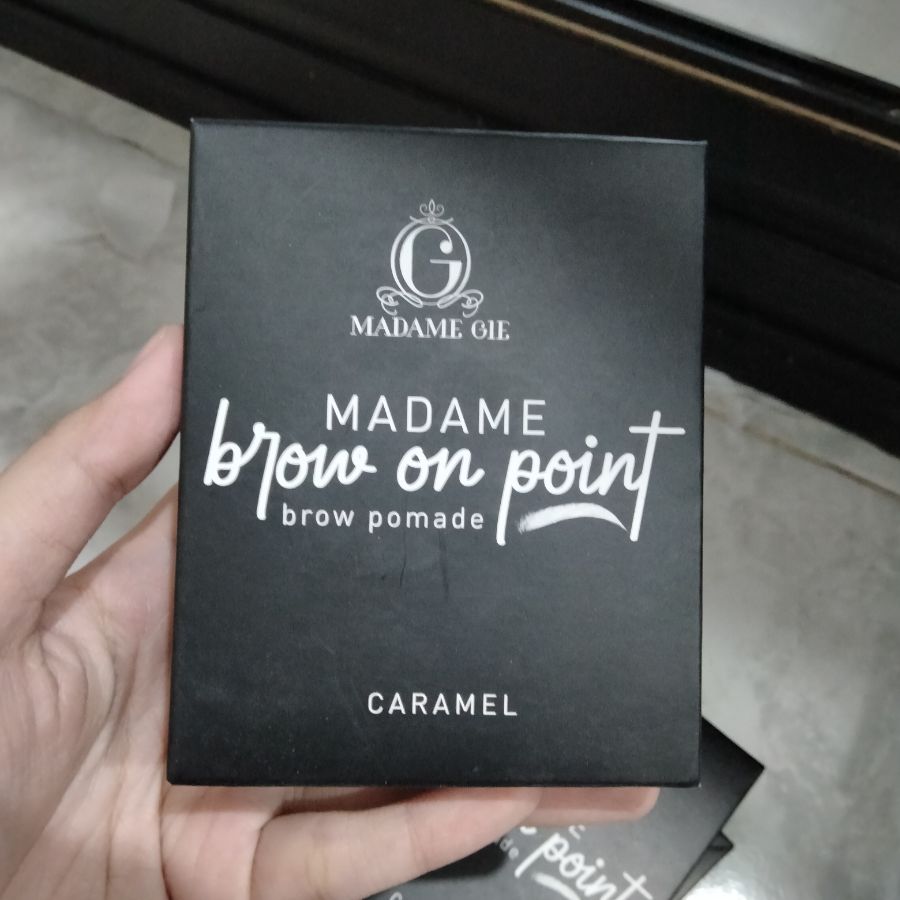 G
MADAME GIE
MADAME
brow on point
brow pomade
CARAMEL
point